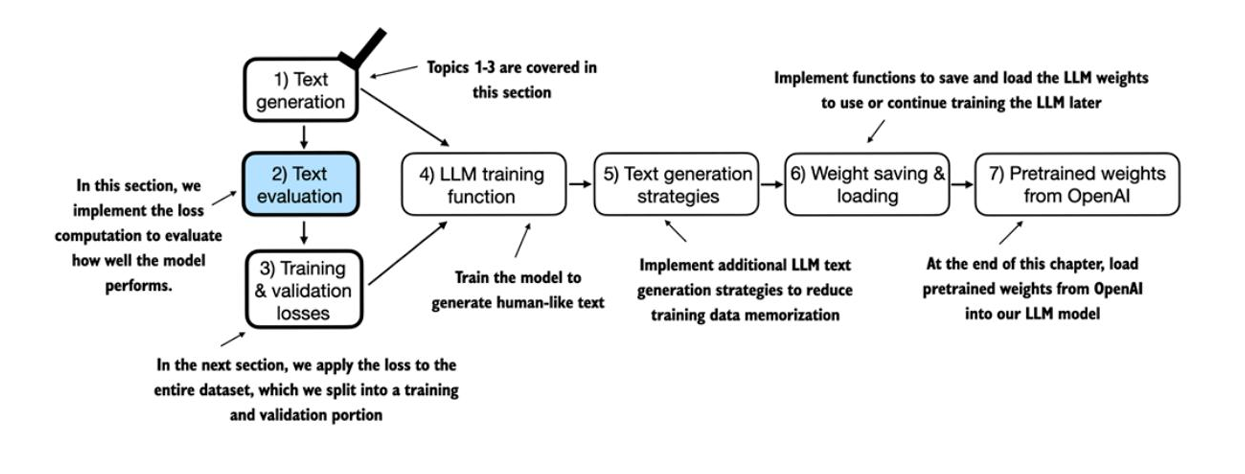 1) Text
generation
Topics 1-3 are covered in
this section
2) Text
evaluation
In this section, we
implement the loss
computation to evaluate
how well the model
performs.
3) Training
& validation
losses
In the next section, we apply the loss to the
entire dataset, which we split into a training
and validation portion
4) LLM training
function
Train the model to
generate human-like text
5) Text generation
strategies
Implement additional LLM text
generation strategies to reduce
training data memorization
Implement functions to save and load the LLM weights
to use or continue training the LLM later
6) Weight saving &
loading
7) Pretrained weights
from OpenAI
At the end of this chapter, load
pretrained weights from OpenAI
into our LLM model